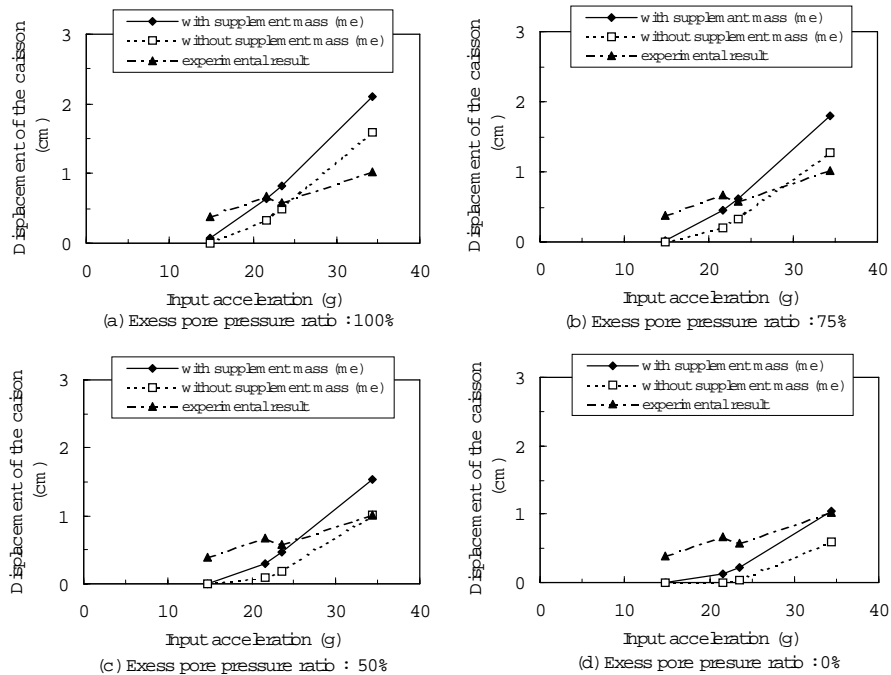 with supplement mass (me)
without supplement mass (me)
experimental result
Displacement of the caisson
(cm)
3
2
1
0
0 10 20 30 40
Input acceleration (g)
(a) Exess pore pressure ratio : 100%
with supplemant mass (me)
without supplement mass (me)
experimental result
Displacement of the caisson
(cm)
3
2
1
0
0 10 20 30 40
Input acceleration (g)
(b) Exess pore pressure ratio : 75%
with supplement mass (me)
without supplement mass (me)
experimental result
Displacement of the caisson
(cm)
3
2
1
0
0 10 20 30 40
Input acceleration (g)
(c) Exess pore pressure ratio : 50%
with supplement mass (me)
without supplement mass (me)
experimental result
Displacement of the caisson
(cm)
3
2
1
0
0 10 20 30 40
Input acceleration (g)
(d) Exess pore pressure ratio : 0%